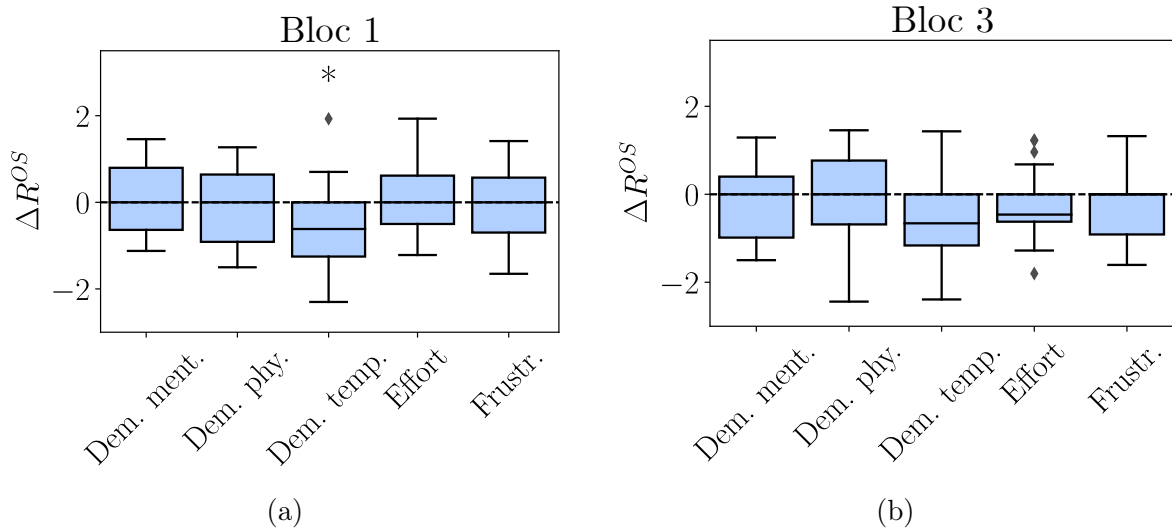 Bloc 1
*
2
0
−2
ΔR^{OS}
Dem. ment.
Dem. phy.
Dem. temp.
Effort
Frustr.
(a)
Bloc 3
2
0
−2
ΔR^{OS}
Dem. ment.
Dem. phy.
Dem. temp.
Effort
Frustr.
(b)